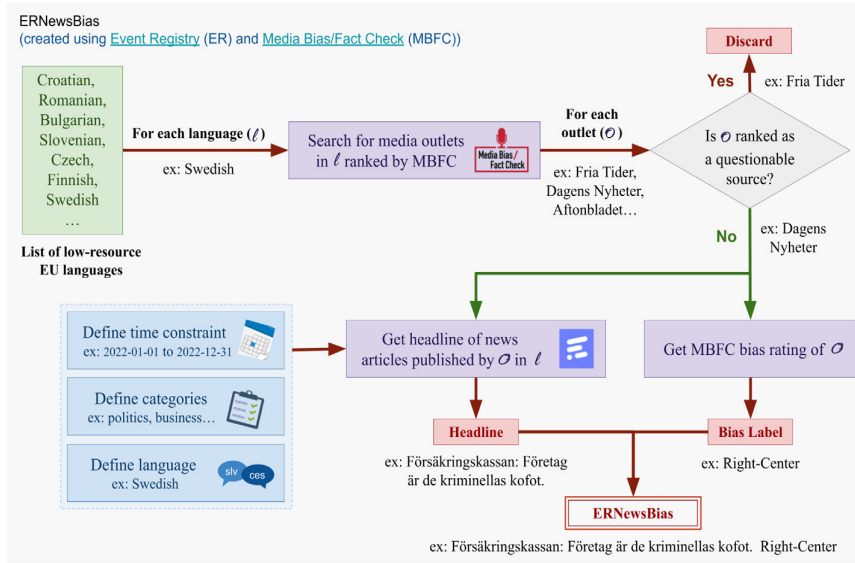 ERNewsBias
(created using Event Registry (ER) and Media Bias/Fact Check (MBFC))
Croatian,
Romanian,
Bulgarian,
Slovenian,
Czech,
Finnish,
Swedish
…
List of low-resource
EU languages
For each language (ℓ)
ex: Swedish
Search for media outlets
in ℓ ranked by MBFC
Media Bias/
Fact Check
For each
outlet (𝒪)
ex: Fria Tider,
Dagens Nyheter,
Aftonbladet…
Discard
Yes
ex: Fria Tider
Is 𝒪 ranked as
a questionable
source?
No
ex: Dagens
Nyheter
Define time constraint
ex: 2022-01-01 to 2022-12-31
Define categories
ex: politics, business…
Define language
ex: Swedish
slv
ces
Get headline of news
articles published by 𝒪 in ℓ
Get MBFC bias rating of 𝒪
Headline
ex: Försäkringskassan: Företag
är de kriminellas kofot.
Bias Label
ex: Right-Center
ERNewsBias
ex: Försäkringskassan: Företag är de kriminellas kofot. Right-Center